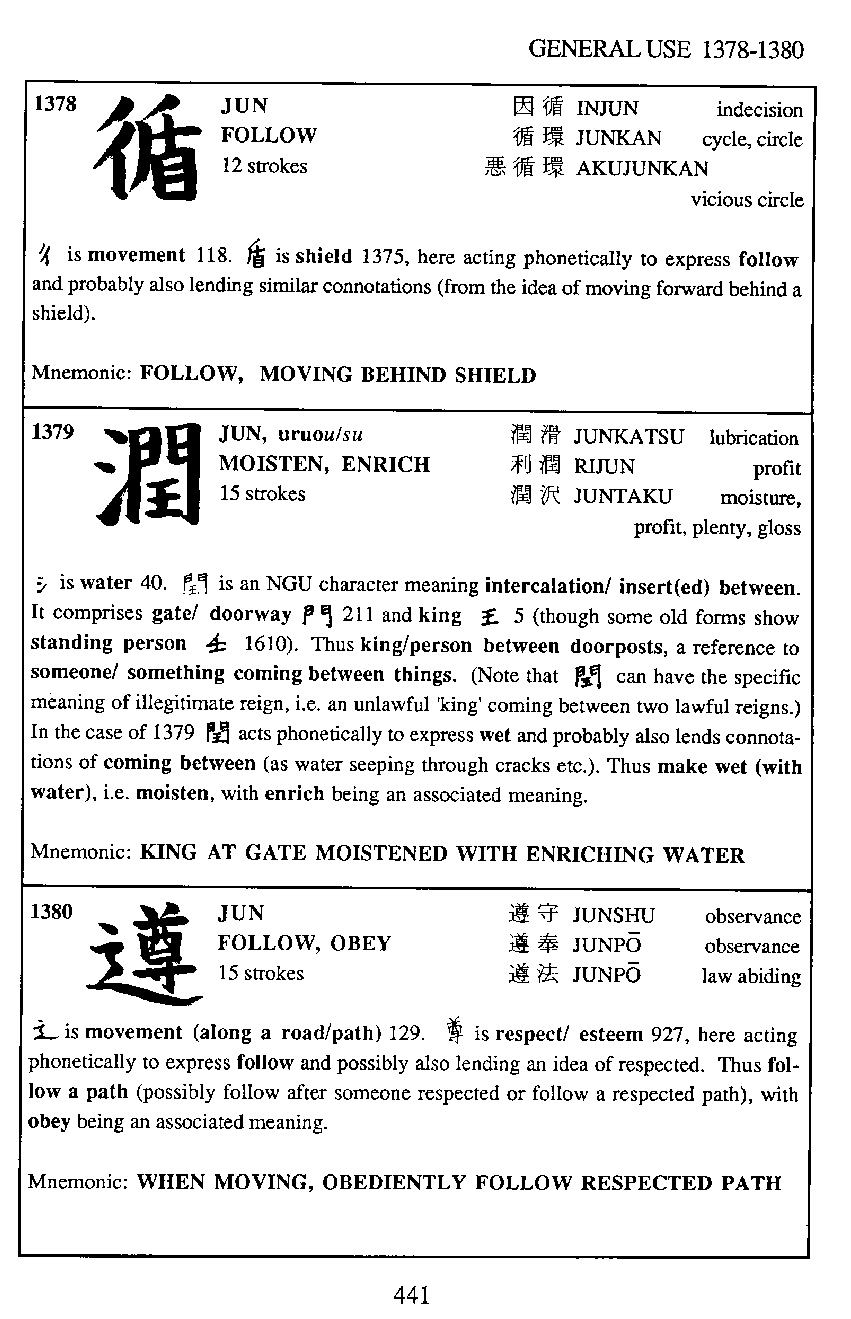 GENERAL USE 1378-1380
1378 循 JUN 因循 INJUN indecision
FOLLOW 循環 JUNKAN cycle, circle
12 strokes 悪循環 AKUJUNKAN
vicious circle
彳 is movement 118. 盾 is shield 1375, here acting phonetically to express follow
and probably also lending similar connotations (from the idea of moving forward behind a
shield).
Mnemonic: FOLLOW, MOVING BEHIND SHIELD
1379 潤 JUN, uruou/su 潤滑 JUNKATSU lubrication
MOISTEN, ENRICH 利潤 RIJUN profit
15 strokes 潤沢 JUNTAKU moisture,
profit, plenty, gloss
氵 is water 40. 閏 is an NGU character meaning intercalation/ insert(ed) between.
It comprises gate/ doorway 門 211 and king 王 5 (though some old forms show
standing person 𡈼 1610). Thus king/person between doorposts, a reference to
someone/ something coming between things. (Note that 閏 can have the specific
meaning of illegitimate reign, i.e. an unlawful 'king' coming between two lawful reigns.)
In the case of 1379 閏 acts phonetically to express wet and probably also lends connota-
tions of coming between (as water seeping through cracks etc.). Thus make wet (with
water), i.e. moisten, with enrich being an associated meaning.
Mnemonic: KING AT GATE MOISTENED WITH ENRICHING WATER
1380 遵 JUN 遵守 JUNSHU observance
FOLLOW, OBEY 遵奉 JUNPŌ observance
15 strokes 遵法 JUNPŌ law abiding
辶 is movement (along a road/path) 129. 尊 is respect/ esteem 927, here acting
phonetically to express follow and possibly also lending an idea of respected. Thus fol-
low a path (possibly follow after someone respected or follow a respected path), with
obey being an associated meaning.
Mnemonic: WHEN MOVING, OBEDIENTLY FOLLOW RESPECTED PATH
441